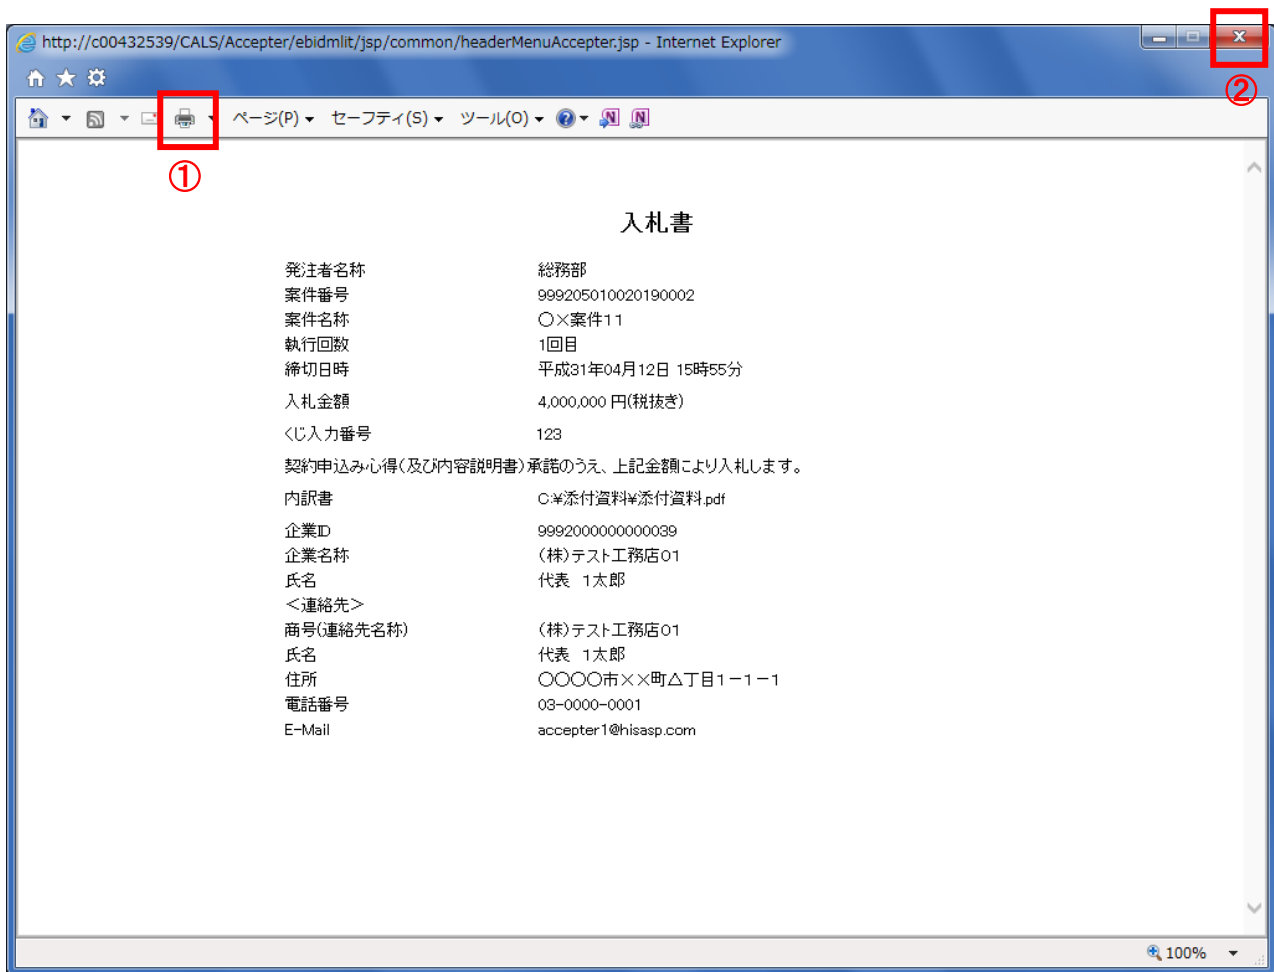 http://c00432539/CALS/Accepter/ebidmlit/jsp/common/headerMenuAccepter.jsp - Internet Explorer
②
ページ(P) セーフティ(S) ツール(O)
①
入札書
発注者名称 総務部
案件番号 999205010020190002
案件名称 〇×案件11
執行回数 1回目
締切日時 平成31年04月12日 15時55分
入札金額 4,000,000 円(税抜き)
くじ入力番号 123
契約申込み心得(及び内容説明書)承諾のうえ、上記金額により入札します。
内訳書 C:¥添付資料¥添付資料.pdf
企業ID 9992000000000039
企業名称 (株)テスト工務店01
氏名 代表 1太郎
<連絡先>
商号(連絡先名称) (株)テスト工務店01
氏名 代表 1太郎
住所 〇〇〇〇市××町△丁目1-1-1
電話番号 03-0000-0001
E-Mail accepter1@hisasp.com
100%